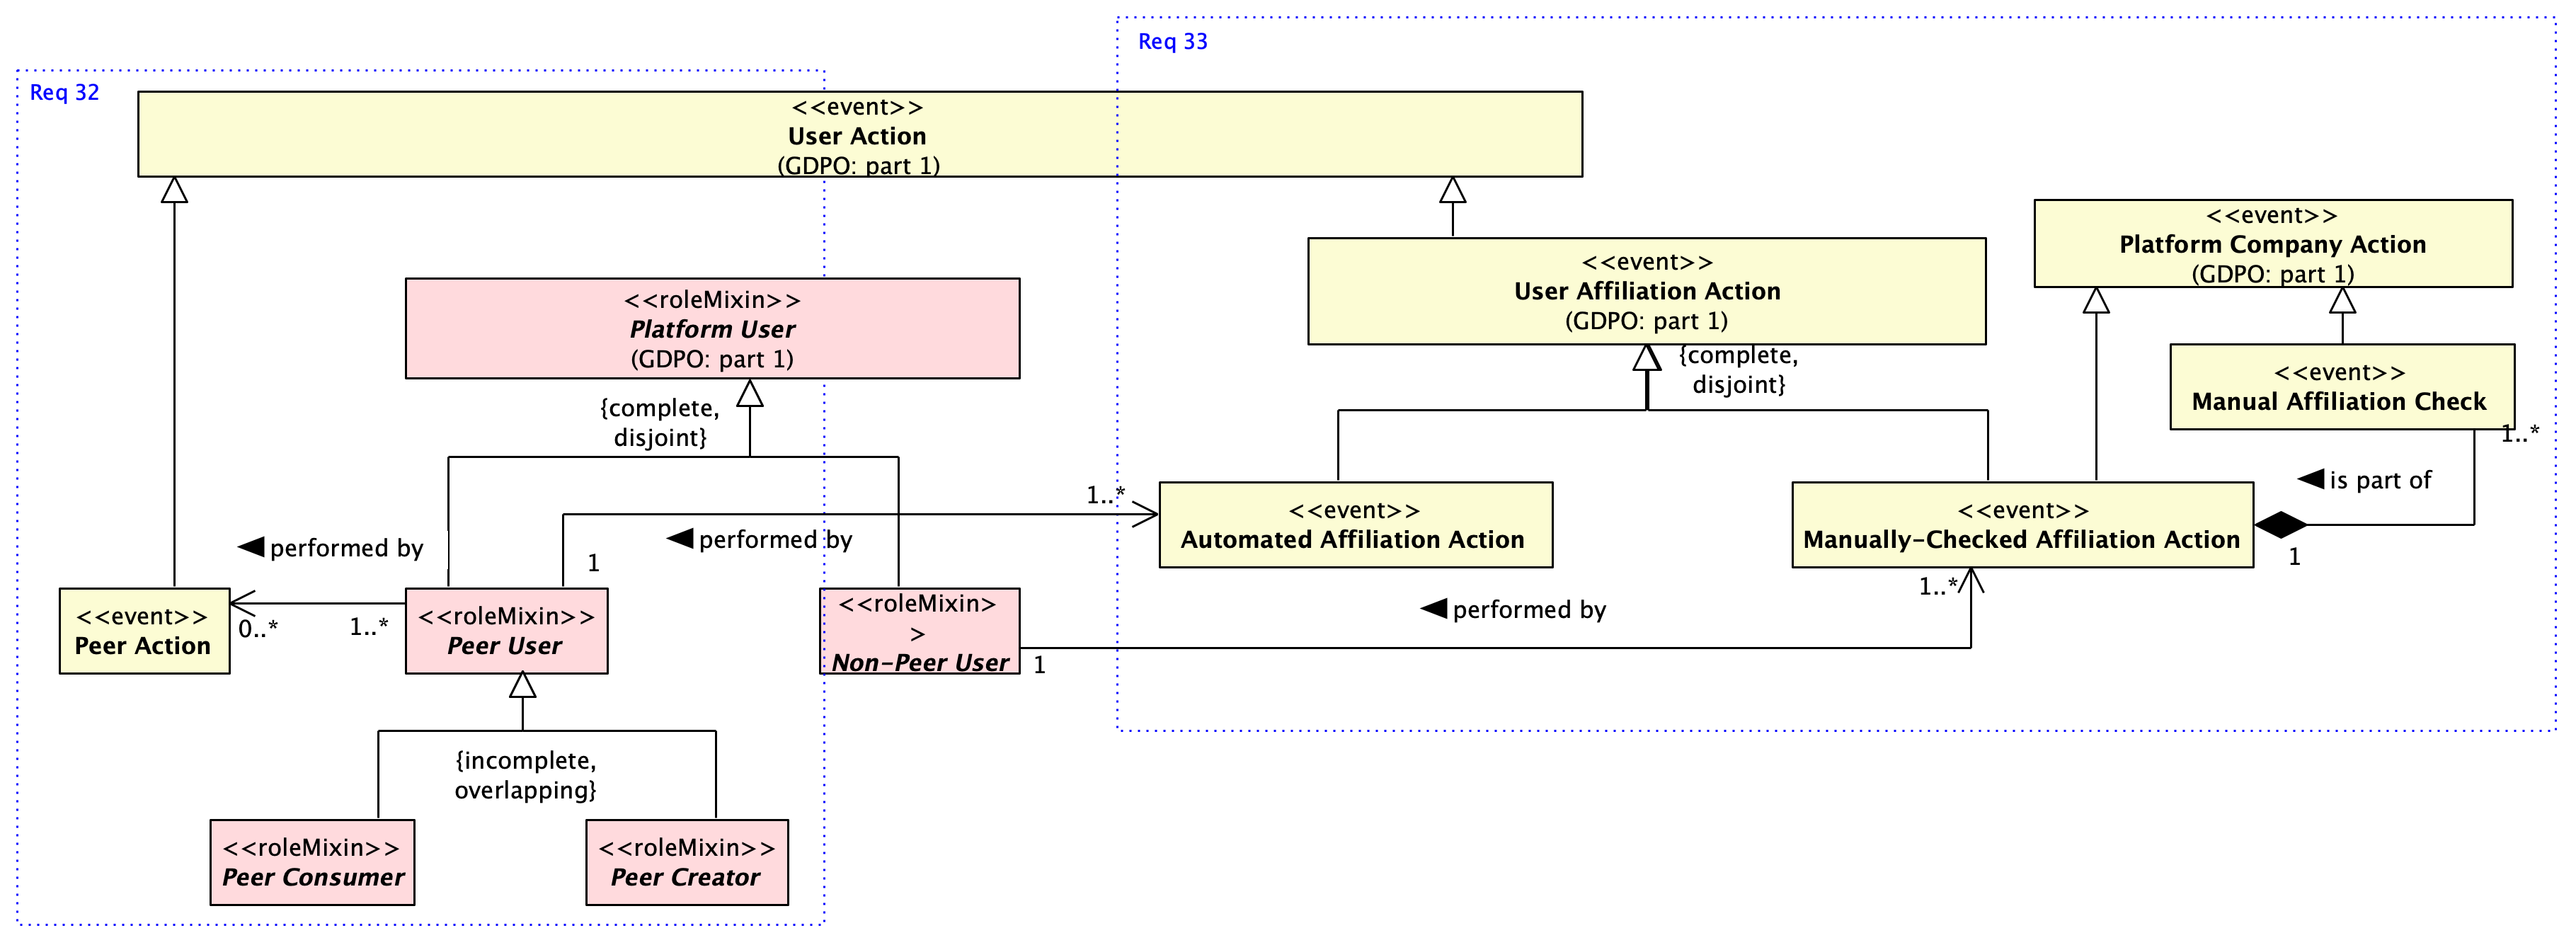 Req 33
Req 32
<<event>>
User Action
(GDPO: part 1)
<<event>>
Platform Company Action
(GDPO: part 1)
<<event>>
User Affiliation Action
(GDPO: part 1)
<<roleMixin>>
Platform User
(GDPO: part 1)
{complete,
disjoint}
<<event>>
Manual Affiliation Check
1..*
{complete,
disjoint}
is part of
1..*
<<event>>
Automated Affiliation Action
<<event>>
Manually-Checked Affiliation Action
1
performed by
performed by
1
1..*
performed by
<<event>>
Peer Action
0..*
1..*
<<roleMixin>>
Peer User
<<roleMixin>
>
Non-Peer User
1
{incomplete,
overlapping}
<<roleMixin>>
Peer Consumer
<<roleMixin>>
Peer Creator